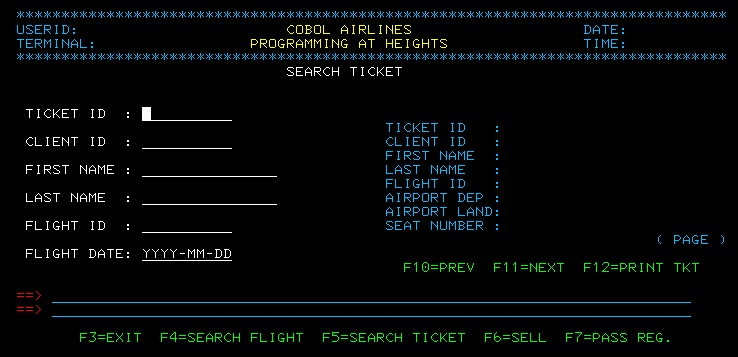 *******************************************************************************
USERID:                       COBOL AIRLINES                   DATE:
TERMINAL:                 PROGRAMMING AT HEIGHTS               TIME:
*******************************************************************************
SEARCH TICKET
TICKET ID  :
TICKET ID   :
CLIENT ID  :
CLIENT ID   :
FIRST NAME  :
FIRST NAME :
LAST NAME   :
FLIGHT ID   :
LAST NAME  :
AIRPORT DEP :
AIRPORT LAND:
FLIGHT ID  :
SEAT NUMBER :
( PAGE )
FLIGHT DATE: YYYY-MM-DD
F10=PREV  F11=NEXT  F12=PRINT TKT
==>
==>
F3=EXIT  F4=SEARCH FLIGHT  F5=SEARCH TICKET  F6=SELL  F7=PASS REG.